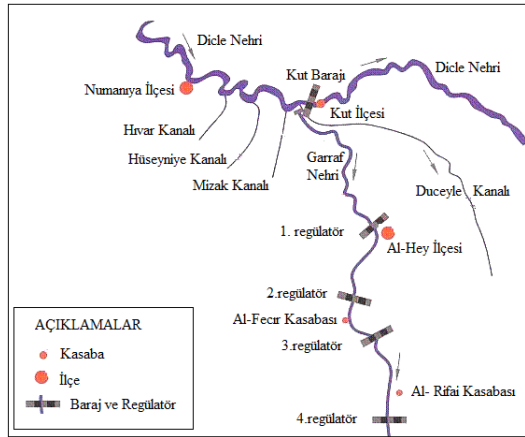 Dicle Nehri
Kut Barajı
Dicle Nehri
Numanıya İlçesi
Kut İlçesi
Hıvar Kanalı
Hüseyniye Kanalı
Mizak Kanalı
Garraf
Nehri
Duceyle Kanalı
1. regülatör
Al-Hey İlçesi
2.regülatör
Al-Fecır Kasabası
3.regülatör
AÇIKLAMALAR
Kasaba
İlçe
Baraj ve Regülatör
Al- Rifai Kasabası
4.regülatör